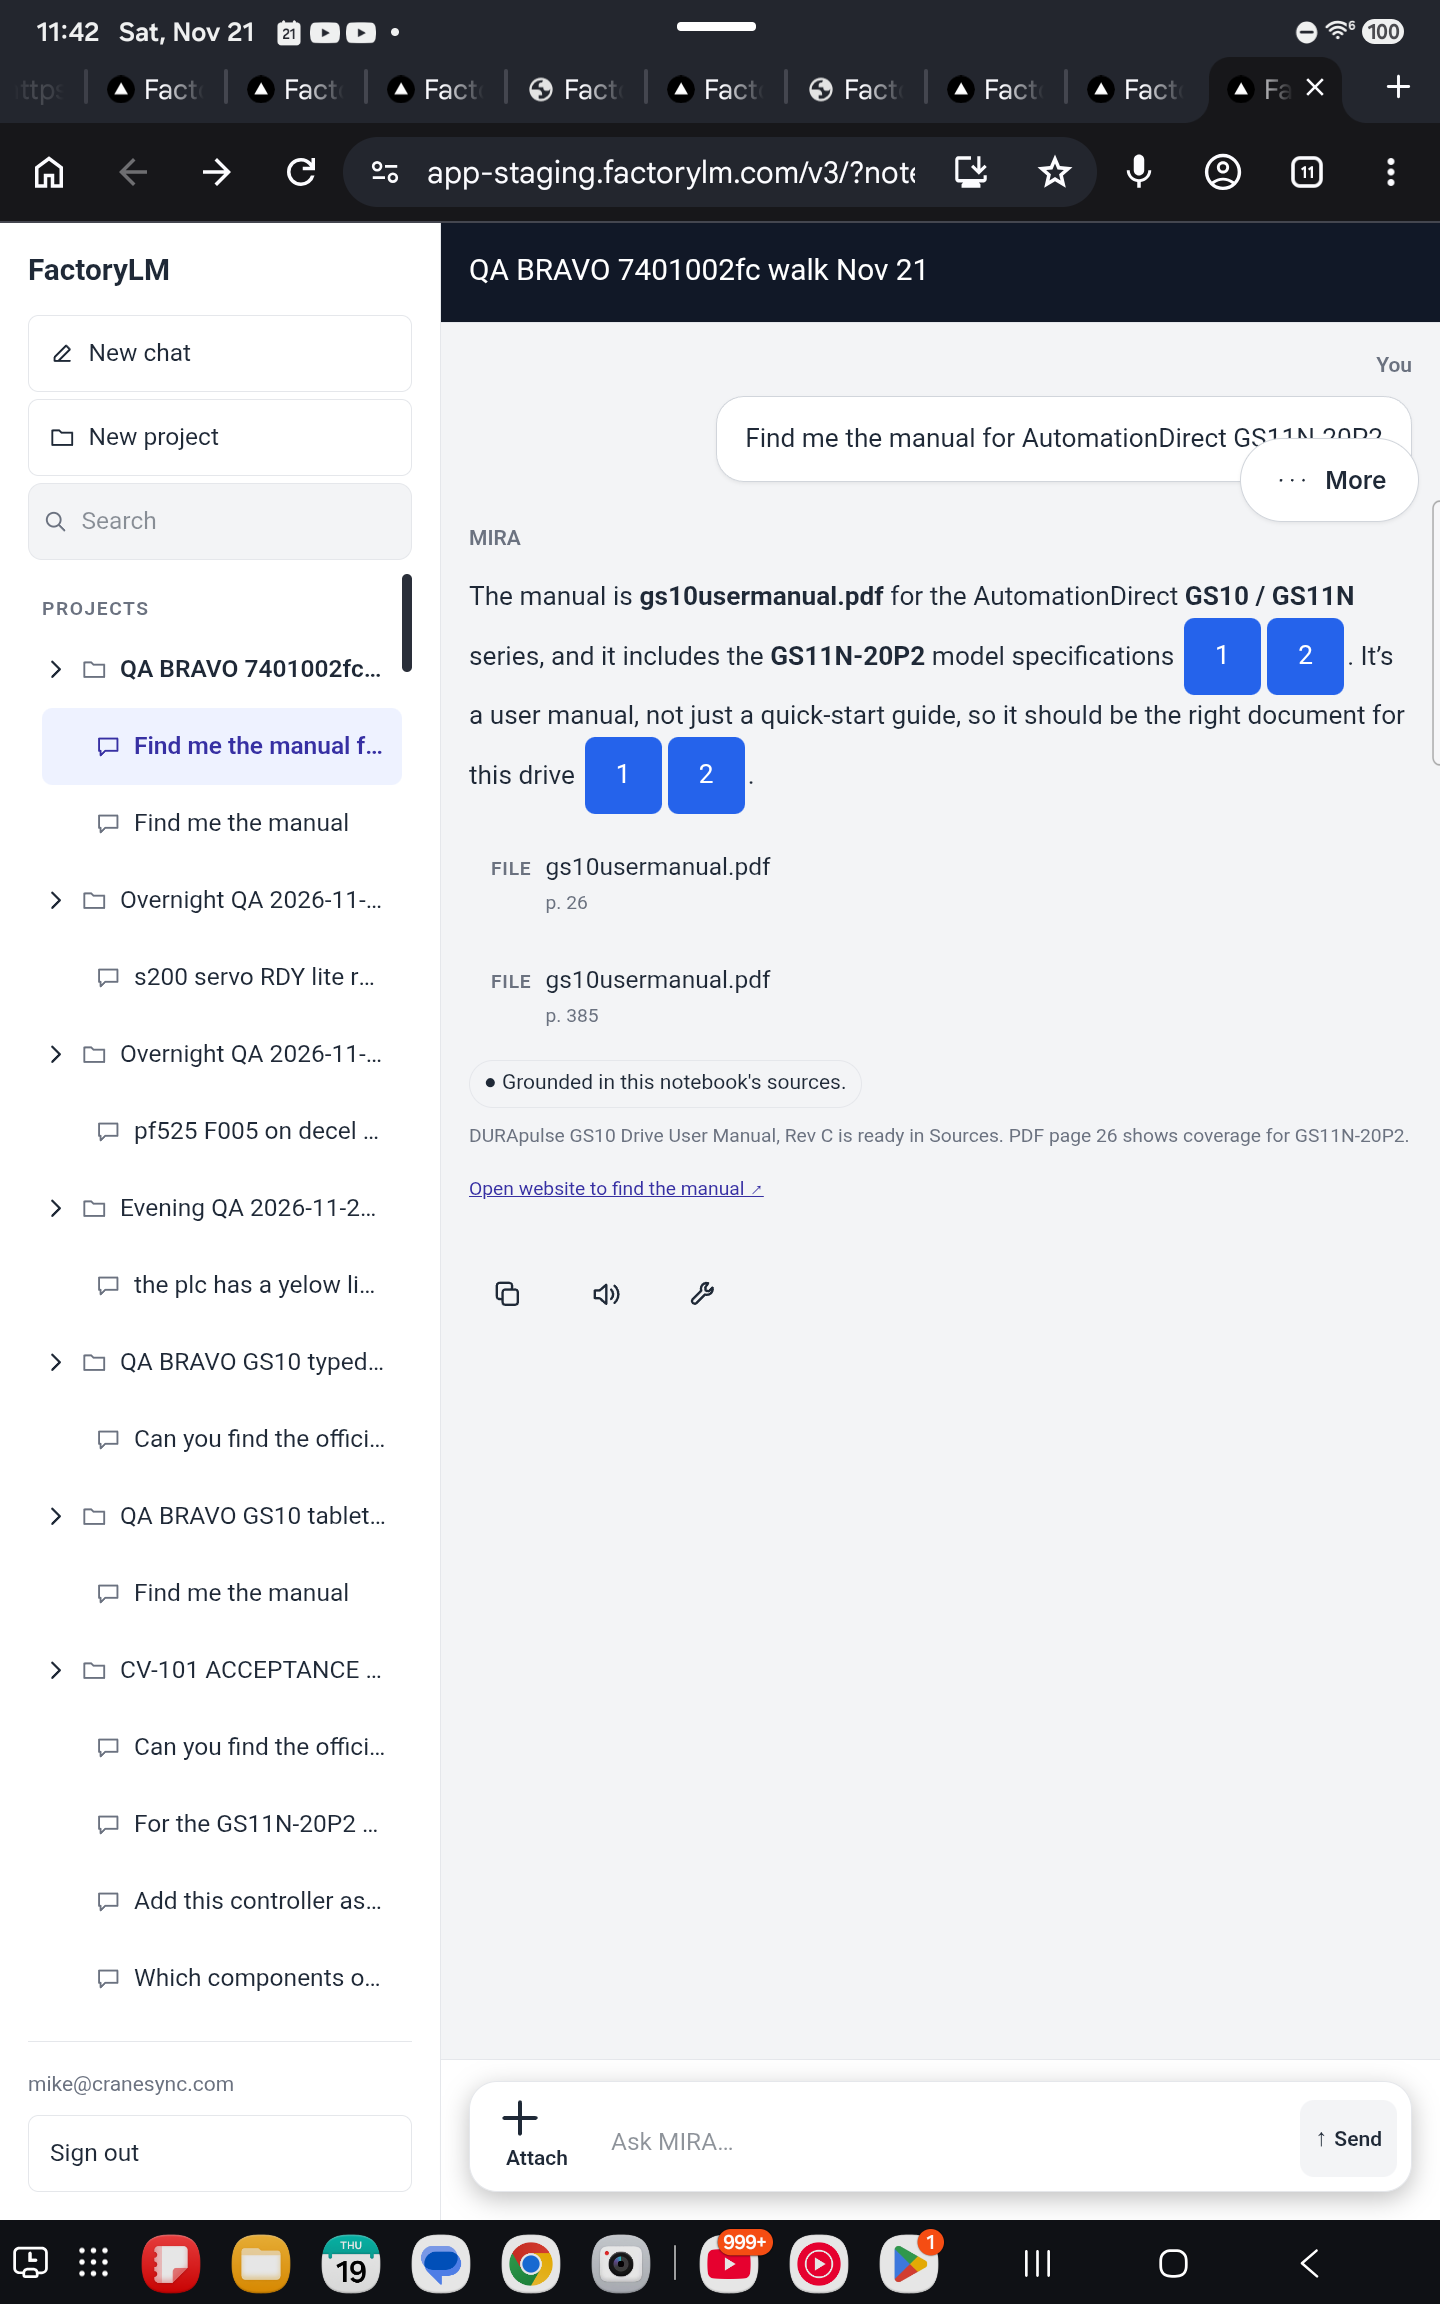 11:42 Sat, Nov 21 21
6 100
Facto Facto Facto Facto Facto Facto Facto Facto Fa
app-staging.factorylm.com/v3/?note
11
FactoryLM
New chat
New project
Search
PROJECTS
QA BRAVO 7401002fc...
Find me the manual f...
Find me the manual
Overnight QA 2026-11-...
s200 servo RDY lite r...
Overnight QA 2026-11-...
pf525 F005 on decel ...
Evening QA 2026-11-2...
the plc has a yelow li...
QA BRAVO GS10 typed...
Can you find the offici...
QA BRAVO GS10 tablet...
Find me the manual
CV-101 ACCEPTANCE ...
Can you find the offici...
For the GS11N-20P2 ...
Add this controller as...
Which components o...
mike@cranesync.com
Sign out
QA BRAVO 7401002fc walk Nov 21
You
Find me the manual for AutomationDirect GS11N-20P2
··· More
MIRA
The manual is gs10usermanual.pdf for the AutomationDirect GS10 / GS11N
series, and it includes the GS11N-20P2 model specifications 1 2 . It’s
a user manual, not just a quick-start guide, so it should be the right document for
this drive 1 2 .
FILE gs10usermanual.pdf
p. 26
FILE gs10usermanual.pdf
p. 385
● Grounded in this notebook's sources.
DURApulse GS10 Drive User Manual, Rev C is ready in Sources. PDF page 26 shows coverage for GS11N-20P2.
Open website to find the manual ↗
Attach
Ask MIRA...
↑ Send
THU
19
999+
1